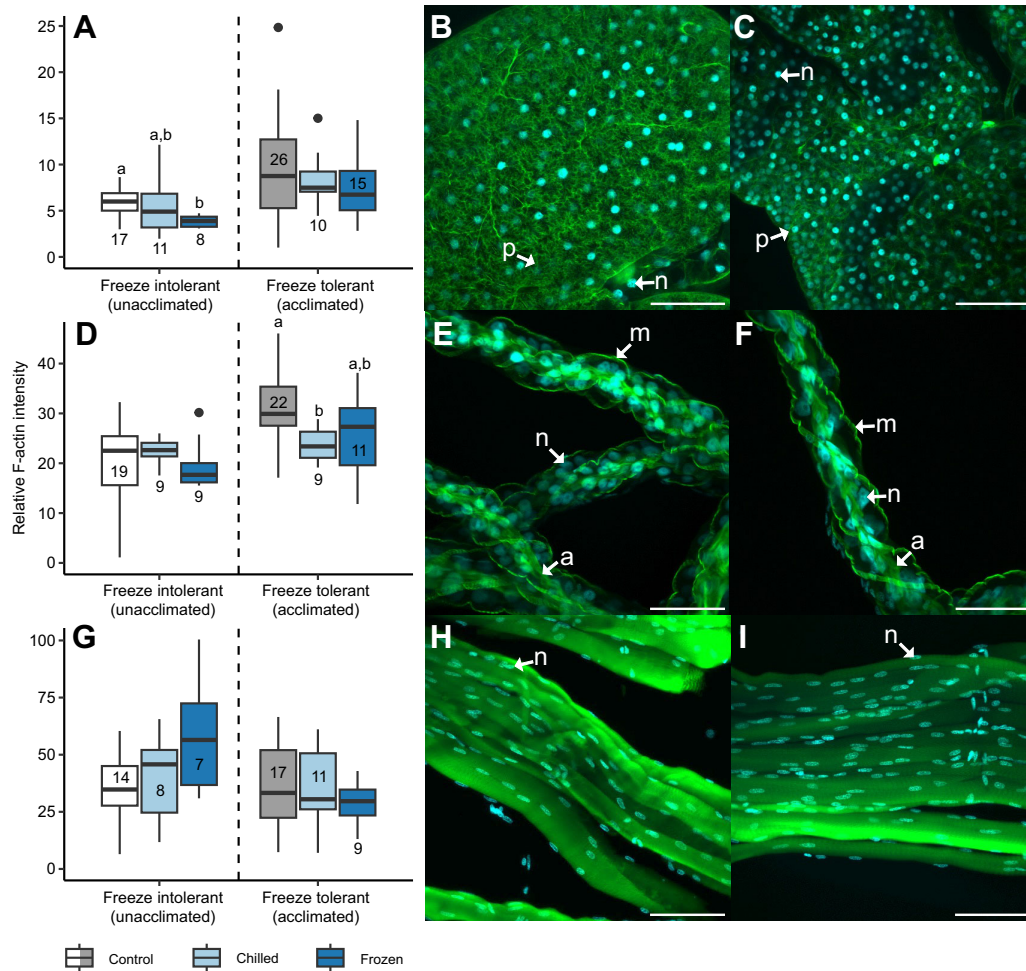 A
25
20
15
10
5
0
a
a,b
b
17
11
8
26
10
15
Freeze intolerant
(unacclimated)
Freeze tolerant
(acclimated)
B
p
n
C
n
p
D
Relative F-actin intensity
40
30
20
10
0
19
9
9
a
b
a,b
22
9
11
Freeze intolerant
(unacclimated)
Freeze tolerant
(acclimated)
E
m
n
a
F
m
n
a
G
100
75
50
25
0
14
8
7
17
11
9
Freeze intolerant
(unacclimated)
Freeze tolerant
(acclimated)
H
n
I
n
Control
Chilled
Frozen